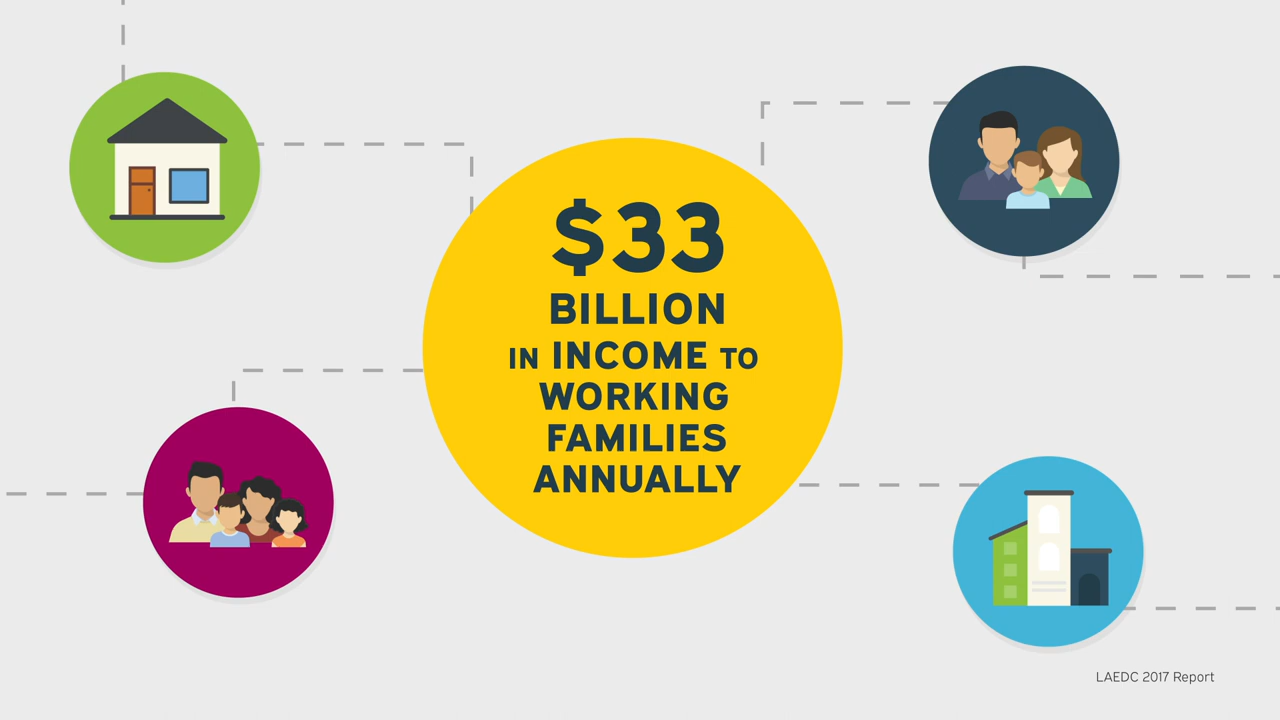 $33
BILLION
IN INCOME TO
WORKING
FAMILIES
ANNUALLY
LAEDC 2017 Report